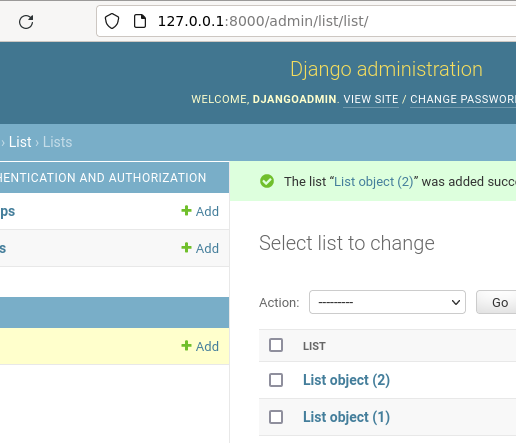 127.0.0.1:8000/admin/list/list/
Django administration
WELCOME, DJANGOADMIN. VIEW SITE / CHANGE PASSWOR
› List › Lists
HENTICATION AND AUTHORIZATION
ps + Add
s + Add
+ Add
The list “List object (2)” was added succ
Select list to change
Action: --------- Go
LIST
List object (2)
List object (1)